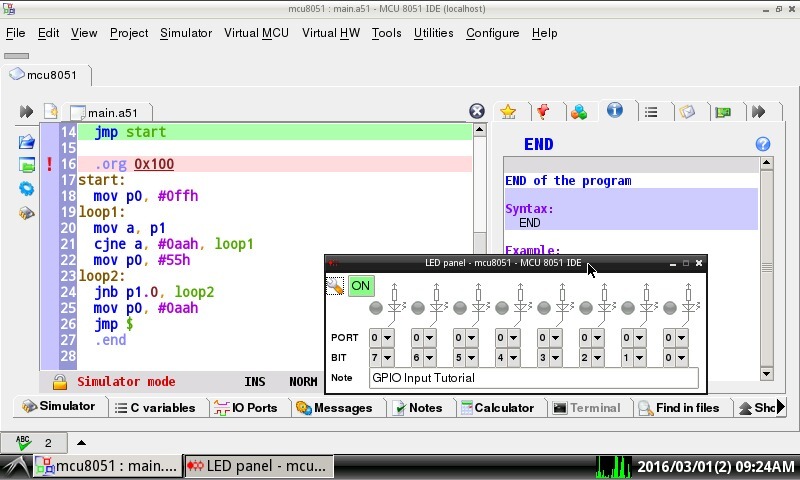 mcu8051 : main.a51 - MCU 8051 IDE (localhost)
File Edit View Project Simulator Virtual MCU Virtual HW Tools Utilities Configure Help
mcu8051
main.a51
14 jmp start
15
16 .org 0x100
17 start:
18 mov p0, #0ffh
19 loop1:
20 mov a, p1
21 cjne a, #0aah, loop1
22 mov p0, #55h
23 loop2:
24 jnb p1.0, loop2
25 mov p0, #0aah
26 jmp $
27 .end
28
END
END of the program
Syntax:
END
Example:
LED panel - mcu8051 - MCU 8051 IDE
ON
PORT 0 0 0 0 0 0 0 0
BIT 7 6 5 4 3 2 1 0
Note GPIO Input Tutorial
Simulator mode INS NORM
Simulator C variables IO Ports Messages Notes Calculator Terminal Find in files Sho
ABC 2
mcu8051 : main.... LED panel - mcu... 2016/03/01(2) 09:24AM